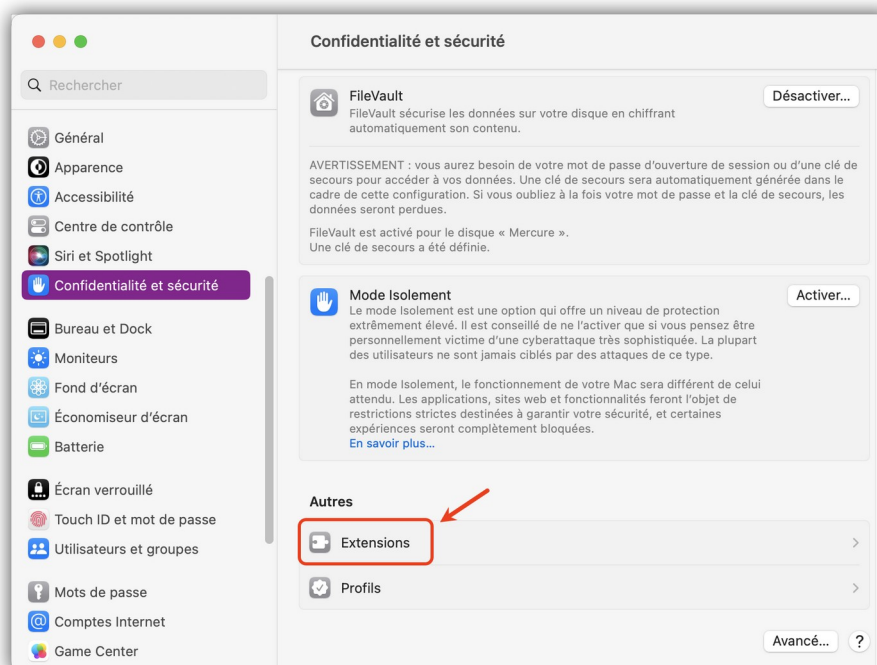 Confidentialité et sécurité
Rechercher
Général
Apparence
Accessibilité
Centre de contrôle
Siri et Spotlight
Confidentialité et sécurité
Bureau et Dock
Moniteurs
Fond d'écran
Économiseur d'écran
Batterie
Écran verrouillé
Touch ID et mot de passe
Utilisateurs et groupes
Mots de passe
Comptes Internet
Game Center
FileVault
Désactiver...
FileVault sécurise les données sur votre disque en chiffrant
automatiquement son contenu.
AVERTISSEMENT : vous aurez besoin de votre mot de passe d'ouverture de session ou d'une clé de
secours pour accéder à vos données. Une clé de secours sera automatiquement générée dans le
cadre de cette configuration. Si vous oubliez à la fois votre mot de passe et la clé de secours, les
données seront perdues.
FileVault est activé pour le disque « Mercure ».
Une clé de secours a été définie.
Mode Isolement
Activer...
Le mode Isolement est une option qui offre un niveau de protection
extrêmement élevé. Il est conseillé de ne l'activer que si vous pensez être
personnellement victime d'une cyberattaque très sophistiquée. La plupart
des utilisateurs ne sont jamais ciblés par des attaques de ce type.
En mode Isolement, le fonctionnement de votre Mac sera différent de celui
attendu. Les applications, sites web et fonctionnalités feront l'objet de
restrictions strictes destinées à garantir votre sécurité, et certaines
expériences seront complètement bloquées.
En savoir plus...
Autres
Extensions
Profils
Avancé...
?